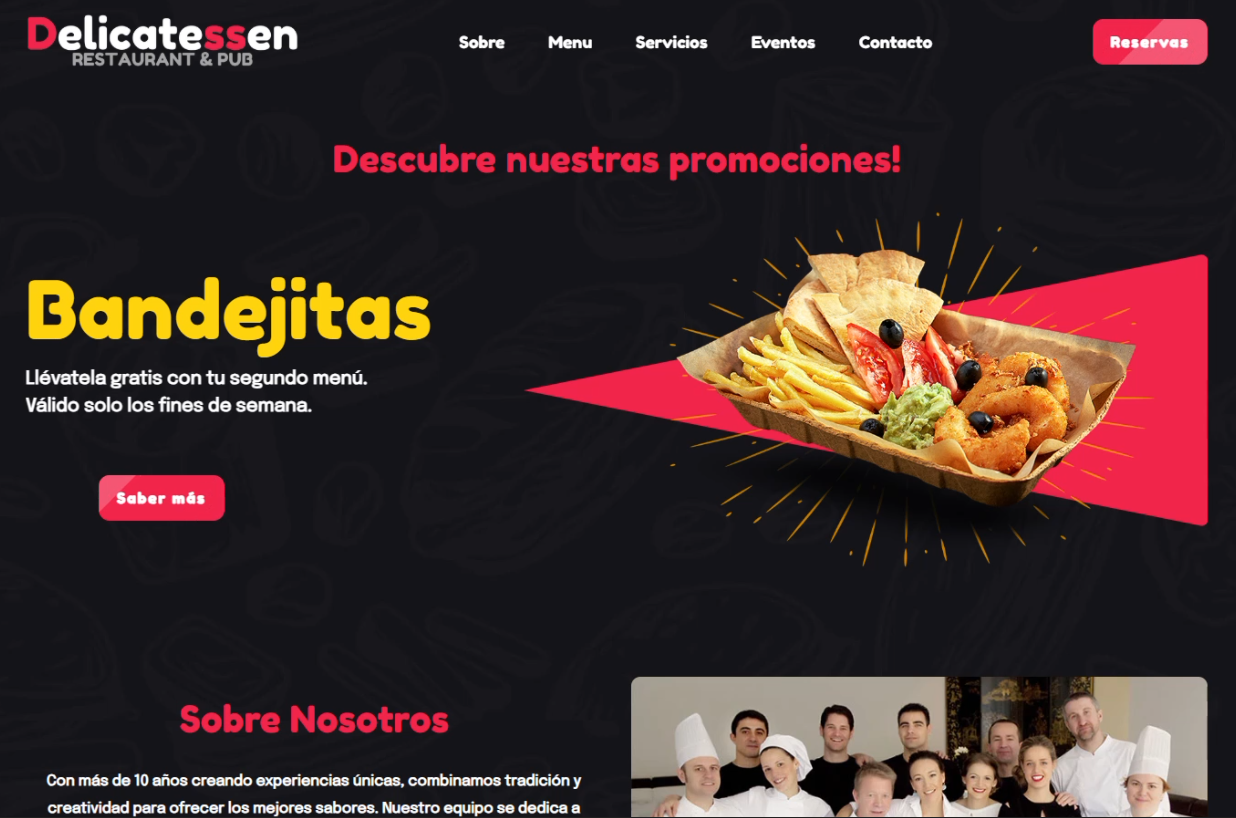 Delicatessen
RESTAURANT & PUB
Sobre
Menu
Servicios
Eventos
Contacto
Reservas
Descubre nuestras promociones!
Bandejitas
Llévatela gratis con tu segundo menú.
Válido solo los fines de semana.
Saber más
Sobre Nosotros
Con más de 10 años creando experiencias únicas, combinamos tradición y
creatividad para ofrecer los mejores sabores. Nuestro equipo se dedica a